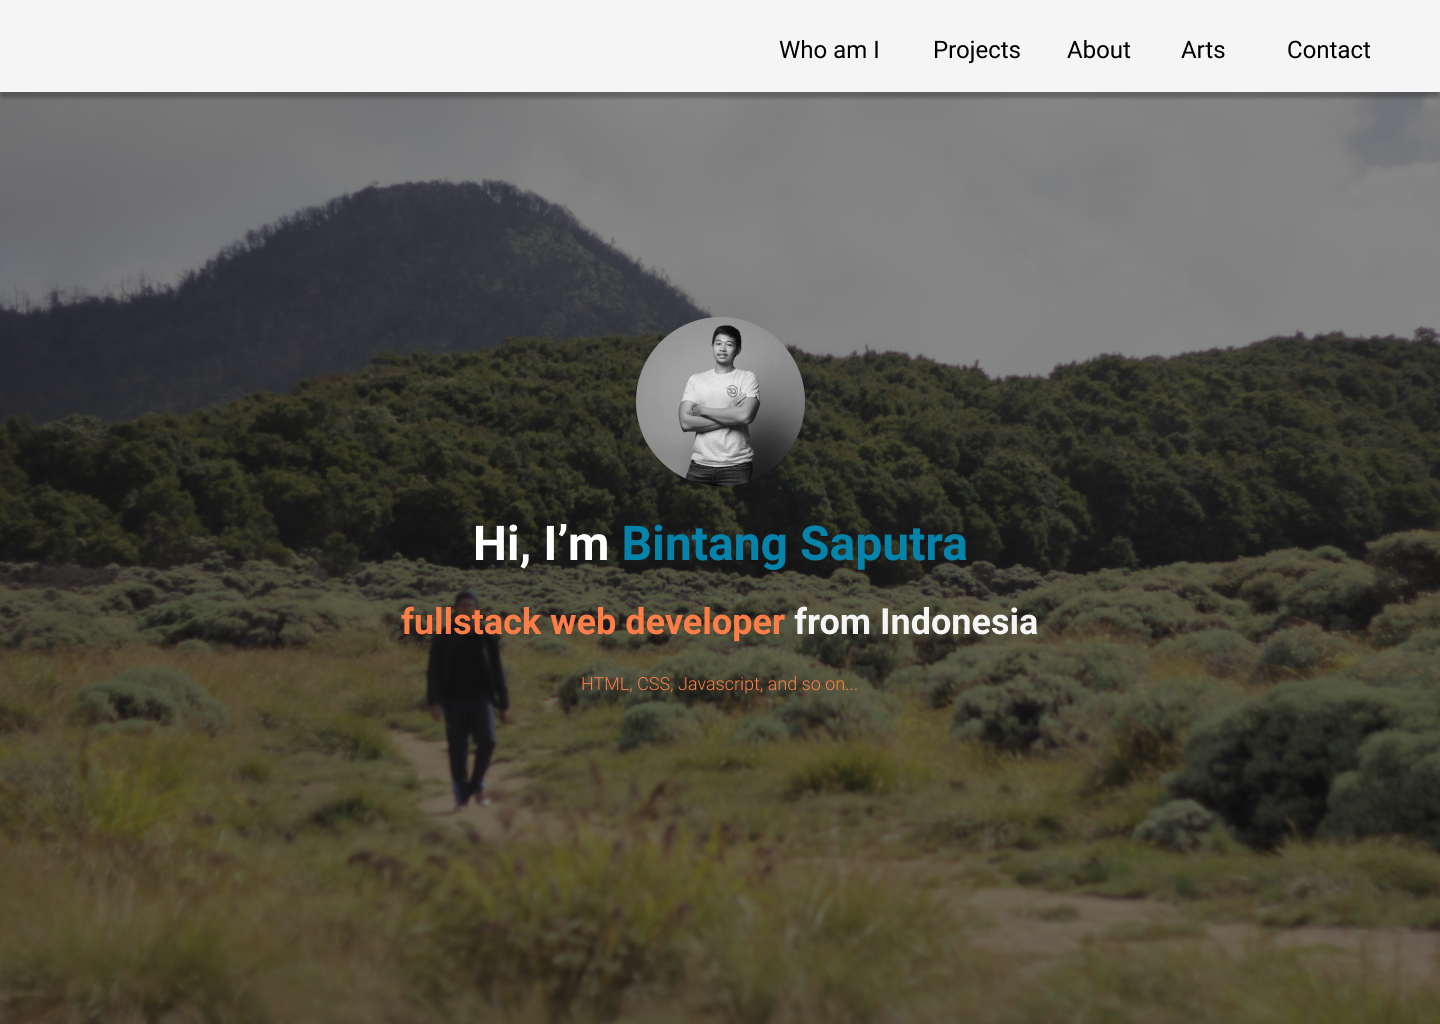 Who am I Projects About Arts Contact
Hi, I’m Bintang Saputra
fullstack web developer from Indonesia
HTML, CSS, Javascript, and so on...